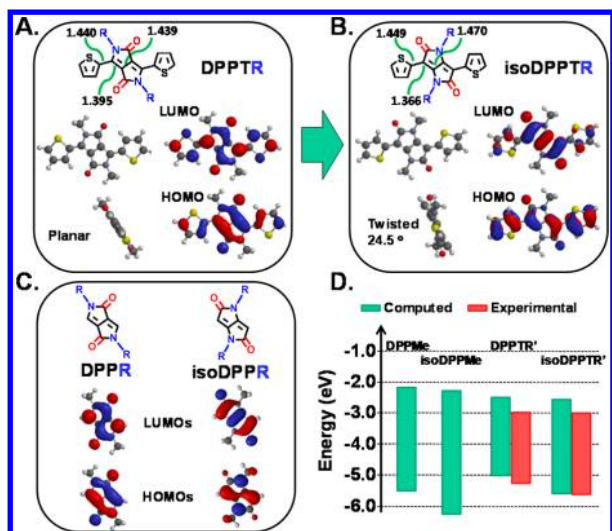 A.
R
1.440
1.439
N
O
S
S
O
N
R
1.395
DPPTR
LUMO
HOMO
Planar
B.
R
1.449
1.470
N
O
S
S
O
N
R
1.366
isoDPPTR
LUMO
HOMO
Twisted
24.5 º
C.
R
N
O
O
N
R
DPPR
R
O
N
N
O
R
isoDPPR
LUMOs
HOMOs
D.
Computed
Experimental
DPPMe
DPPTR'
isoDPPMe
isoDPPTR'
Energy (eV)
-1.0
-2.0
-3.0
-4.0
-5.0
-6.0